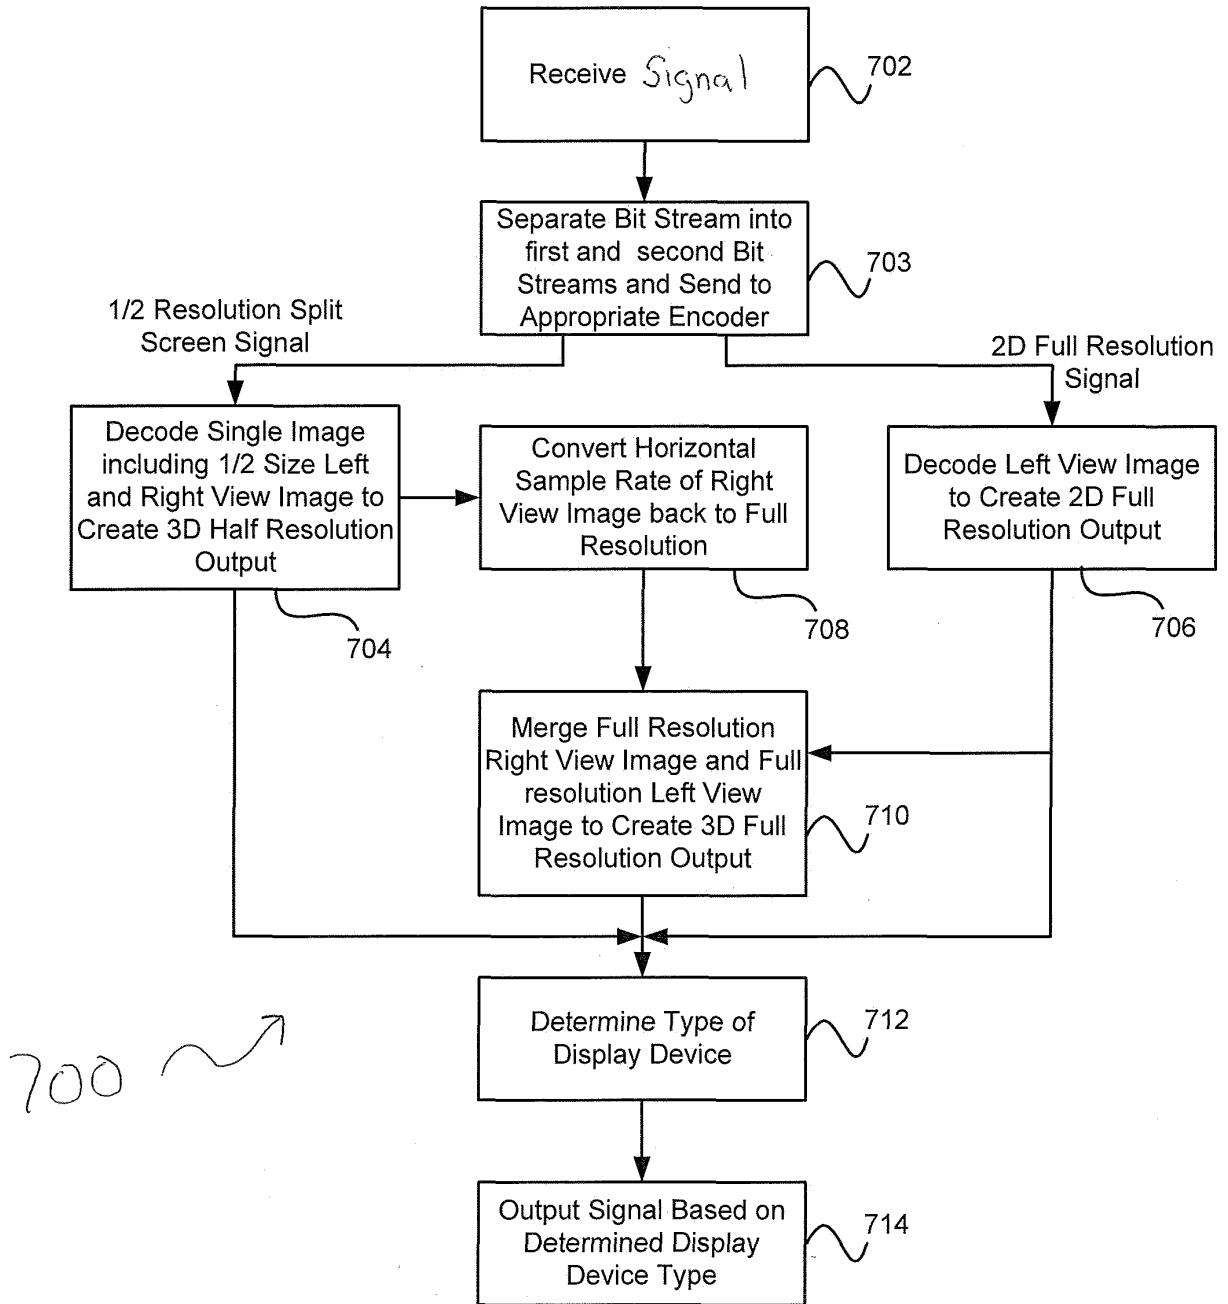 Receive Signal
702
Separate Bit Stream into
first and second Bit
Streams and Send to
Appropriate Encoder
703
1/2 Resolution Split
Screen Signal
2D Full Resolution
Signal
Decode Single Image
including 1/2 Size Left
and Right View Image to
Create 3D Half Resolution
Output
704
Convert Horizontal
Sample Rate of Right
View Image back to Full
Resolution
708
Decode Left View Image
to Create 2D Full
Resolution Output
706
Merge Full Resolution
Right View Image and Full
resolution Left View
Image to Create 3D Full
Resolution Output
710
Determine Type of
Display Device
712
700
Output Signal Based on
Determined Display
Device Type
714